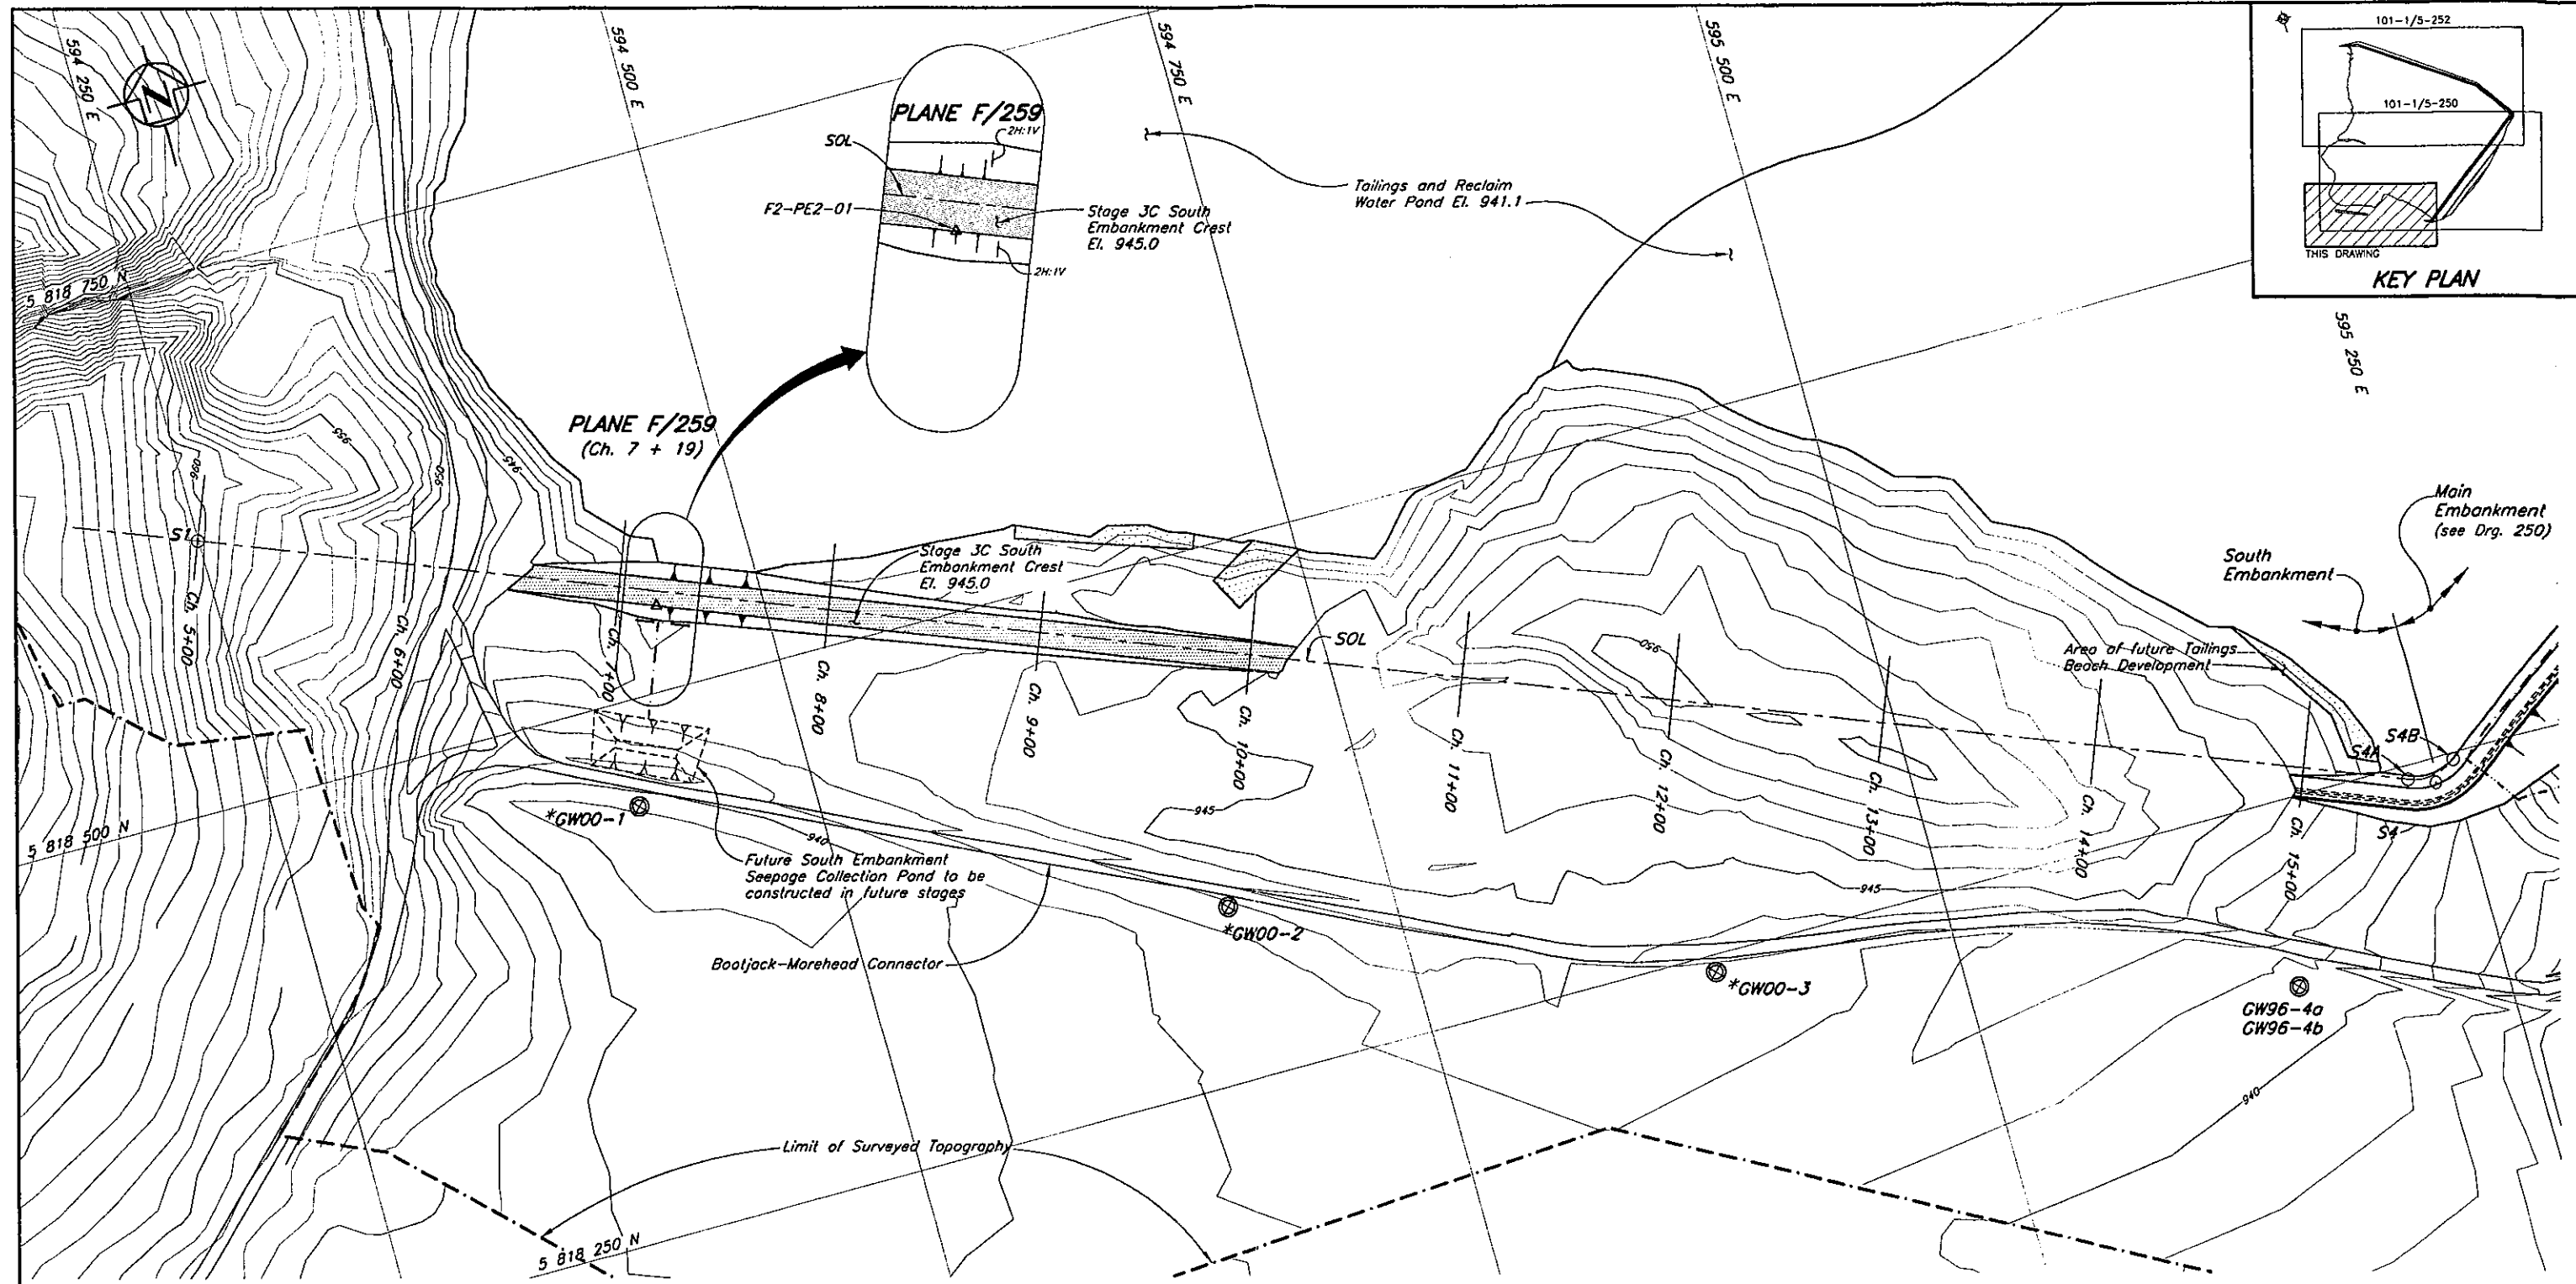 594 250 E
594 500 E
594 750 E
595 500 E
595 250 E
N
101-1/5-252
101-1/5-250
THIS DRAWING
KEY PLAN
PLANE F/259
2H:1V
SOL
F2-PE2-01
Stage 3C South
Embankment Crest
El. 945.0
2H:1V
Tailings and Reclaim
Water Pond El. 941.1
5 818 750 N
PLANE F/259
(Ch. 7 + 19)
955
960
950
945
S1
Ch. 5+00
Ch. 6+00
Ch. 7+00
Ch. 8+00
Ch. 9+00
Ch. 10+00
Ch. 11+00
Ch. 12+00
Ch. 13+00
Ch. 14+00
Ch. 15+00
Stage 3C South
Embankment Crest
El. 945.0
SOL
950
Main
Embankment
(see Drg. 250)
South
Embankment
Area of future Tailings
Beach Development
S4B
S4A
S4
945
945
5 818 500 N
*GW00-1
940
Future South Embankment
Seepage Collection Pond to be
constructed in future stages
*GW00-2
Bootjack-Morehead Connector
*GW00-3
GW96-4a
GW96-4b
940
Limit of Surveyed Topography
5 818 250 N